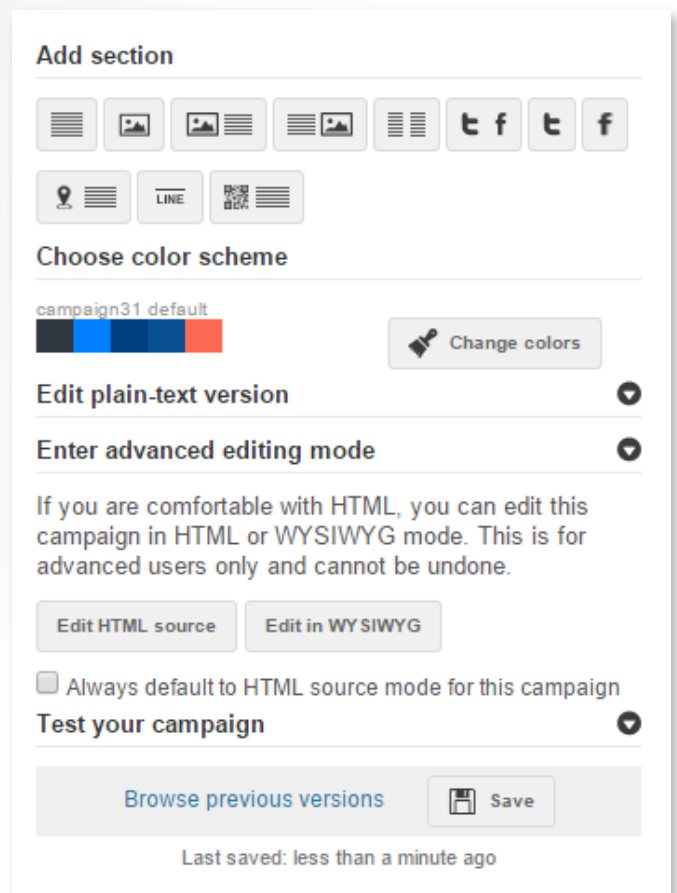 Add section
LINE
Choose color scheme
campaign31 default
Change colors
Edit plain-text version
Enter advanced editing mode
If you are comfortable with HTML, you can edit this
campaign in HTML or WYSIWYG mode. This is for
advanced users only and cannot be undone.
Edit HTML source Edit in WYSIWYG
Always default to HTML source mode for this campaign
Test your campaign
Browse previous versions Save
Last saved: less than a minute ago